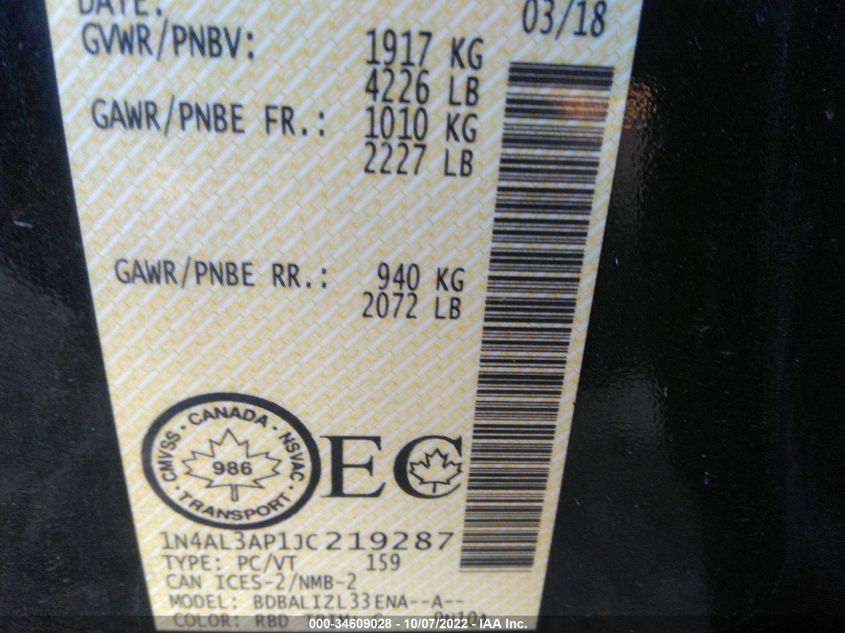 DATE: 03/18
GVWR/PNBV: 1917 KG
4226 LB
GAWR/PNBE FR.: 1010 KG
2227 LB
GAWR/PNBE RR.: 940 KG
2072 LB
CMVSS · CANADA · NSVAC · TRANSPORT ·
986
EC
1N4AL3AP1JC219287
TYPE: PC/VT 159
CAN ICES-2/NMB-2
MODEL: BDBALIZL33ENA--A--
COLOR: RBD
000-34609028 - 10/07/2022 - IAA Inc.